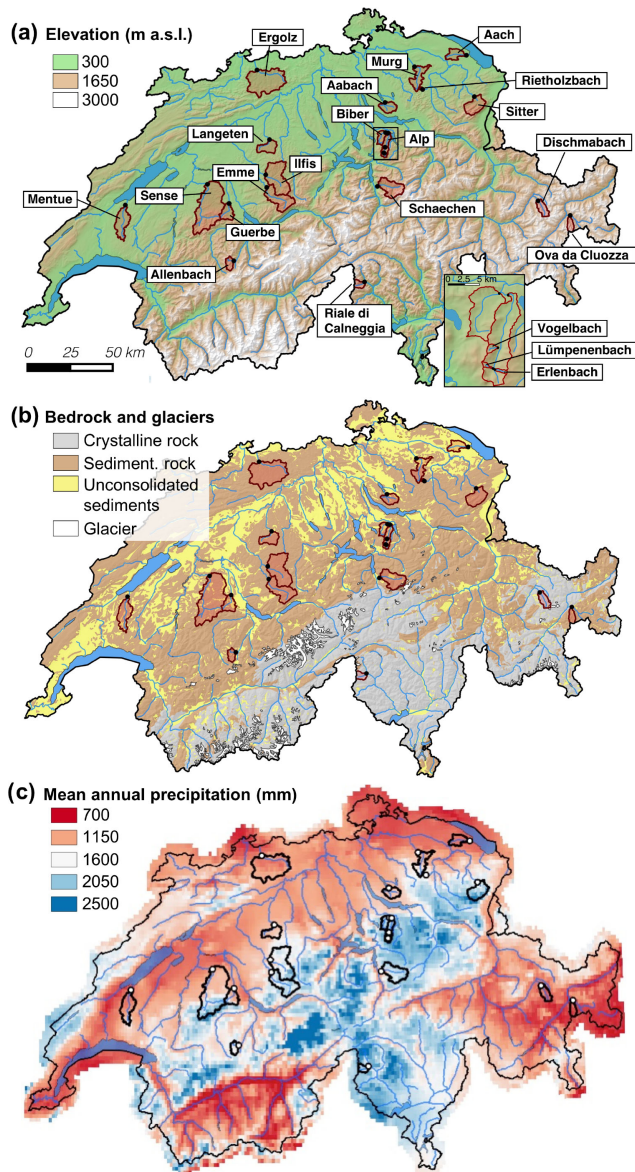 (a) Elevation (m a.s.l.)
300
1650
3000
Ergolz
Aach
Murg
Rietholzbach
Aabach
Sitter
Biber
Alp
Langeten
Dischmabach
Ilfis
Emme
Mentue
Sense
Schaechen
Guerbe
Ova da Cluozza
Allenbach
0 2.5 5 km
Riale di
Calneggia
Vogelbach
Lümpenenbach
Erlenbach
0 25 50 km
(b) Bedrock and glaciers
Crystalline rock
Sediment. rock
Unconsolidated
sediments
Glacier
(c) Mean annual precipitation (mm)
700
1150
1600
2050
2500